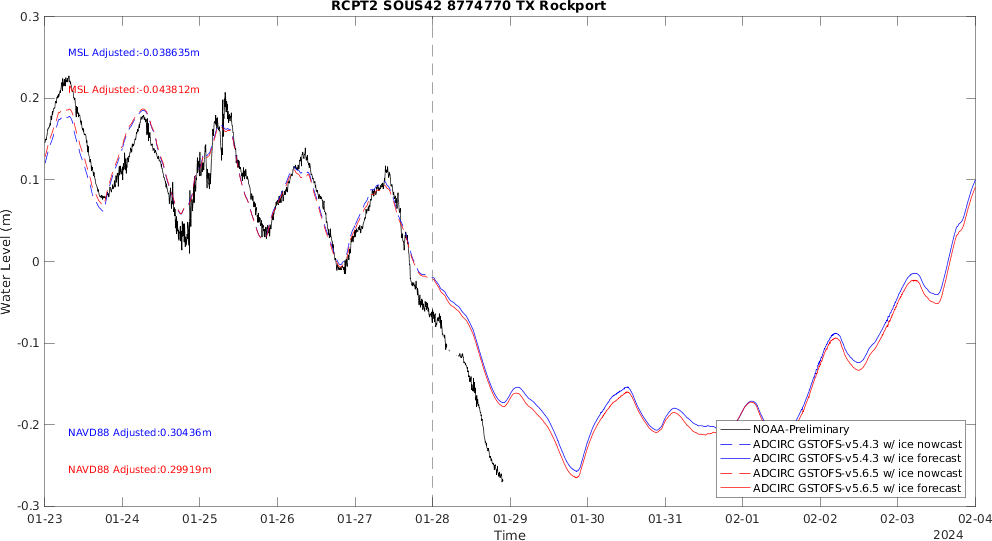 RCPT2 SOUS42 8774770 TX Rockport
0.3
0.2
0.1
0
-0.1
-0.2
-0.3
Water Level (m)
MSL Adjusted:-0.038635m
MSL Adjusted:-0.043812m
NAVD88 Adjusted:0.30436m
NAVD88 Adjusted:0.29919m
NOAA-Preliminary
ADCIRC GSTOFS-v5.4.3 w/ ice nowcast
ADCIRC GSTOFS-v5.4.3 w/ ice forecast
ADCIRC GSTOFS-v5.6.5 w/ ice nowcast
ADCIRC GSTOFS-v5.6.5 w/ ice forecast
01-23 01-24 01-25 01-26 01-27 01-28 01-29 01-30 01-31 02-01 02-02 02-03 02-04
Time
2024